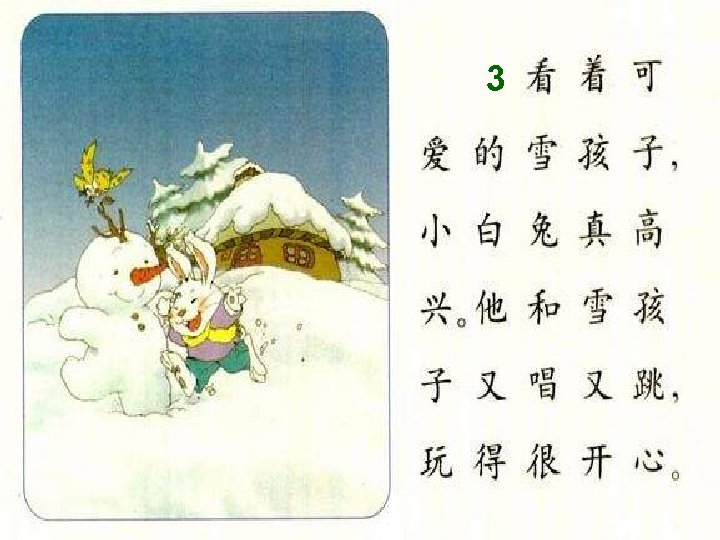 3 看着可
爱的雪孩子,
小白兔真高
兴。他和雪孩
子又唱又跳,
玩得很开心。